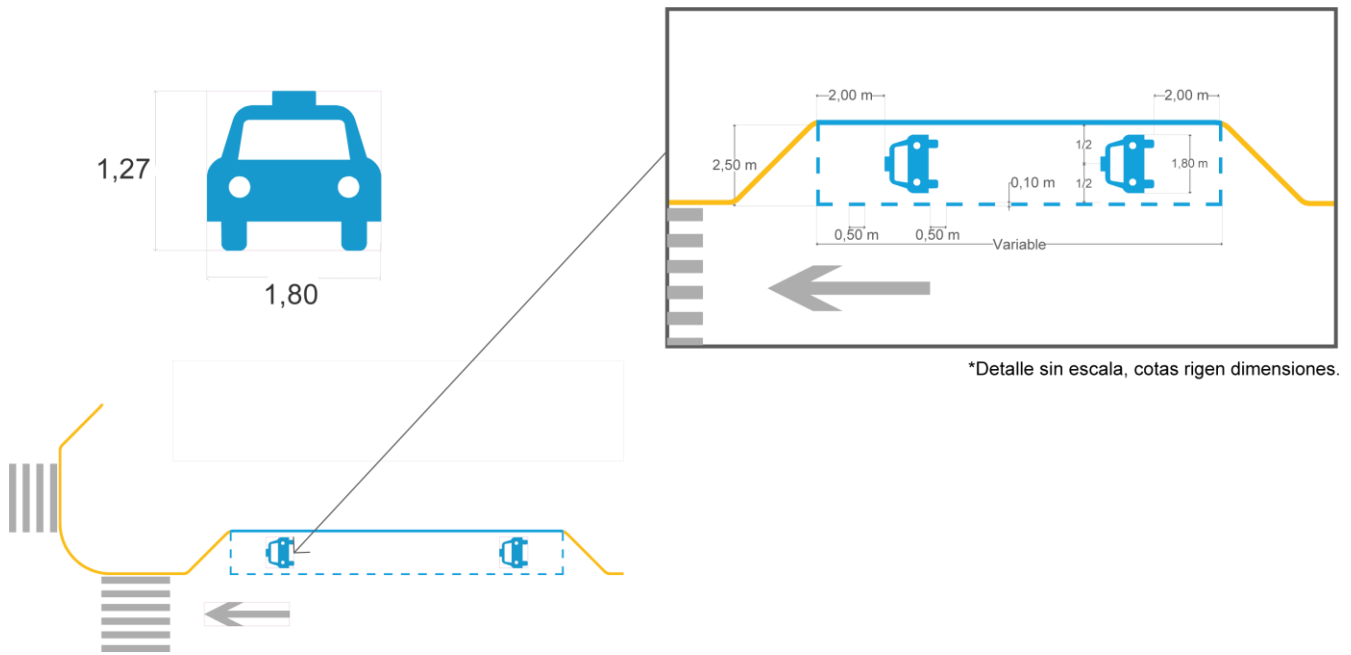 1,27
1,80
2,00 m
2,00 m
2,50 m
1/2
1,80 m
1/2
0,10 m
0,50 m
0,50 m
Variable
*Detalle sin escala, cotas rigen dimensiones.